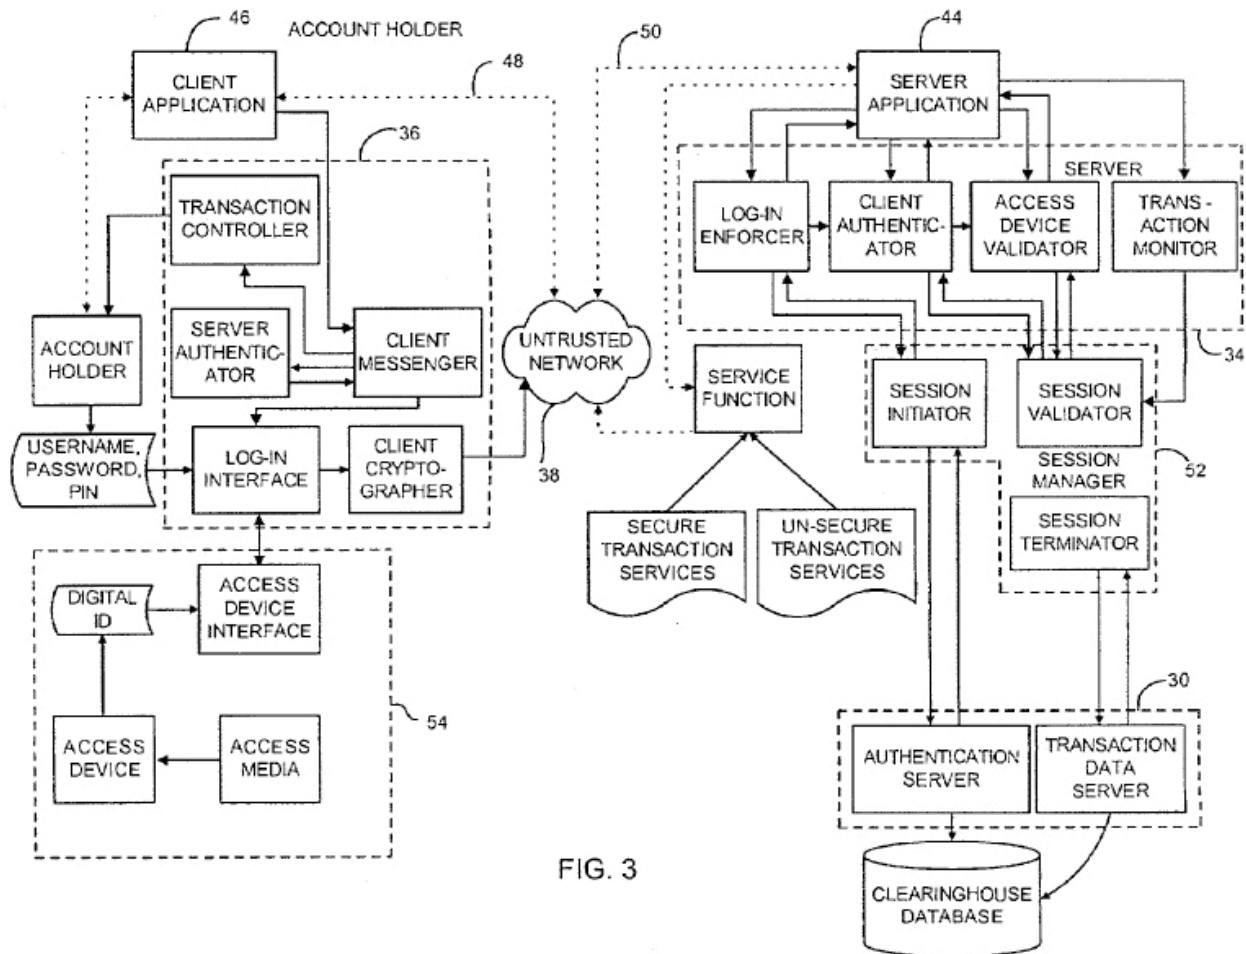 46
ACCOUNT HOLDER
CLIENT
APPLICATION
48
36
TRANSACTION
CONTROLLER
SERVER
AUTHENTIC-
ATOR
CLIENT
MESSENGER
ACCOUNT
HOLDER
USERNAME,
PASSWORD,
PIN
LOG-IN
INTERFACE
CLIENT
CRYPTO-
GRAPHER
UNTRUSTED
NETWORK
38
DIGITAL
ID
ACCESS
DEVICE
INTERFACE
ACCESS
DEVICE
ACCESS
MEDIA
54
50
44
SERVER
APPLICATION
SERVER
LOG-IN
ENFORCER
CLIENT
AUTHENTIC-
ATOR
ACCESS
DEVICE
VALIDATOR
TRANS-
ACTION
MONITOR
34
SERVICE
FUNCTION
SESSION
INITIATOR
SESSION
VALIDATOR
52
SESSION
MANAGER
SECURE
TRANSACTION
SERVICES
UN-SECURE
TRANSACTION
SERVICES
SESSION
TERMINATOR
30
AUTHENTICATION
SERVER
TRANSACTION
DATA
SERVER
CLEARINGHOUSE
DATABASE
FIG. 3